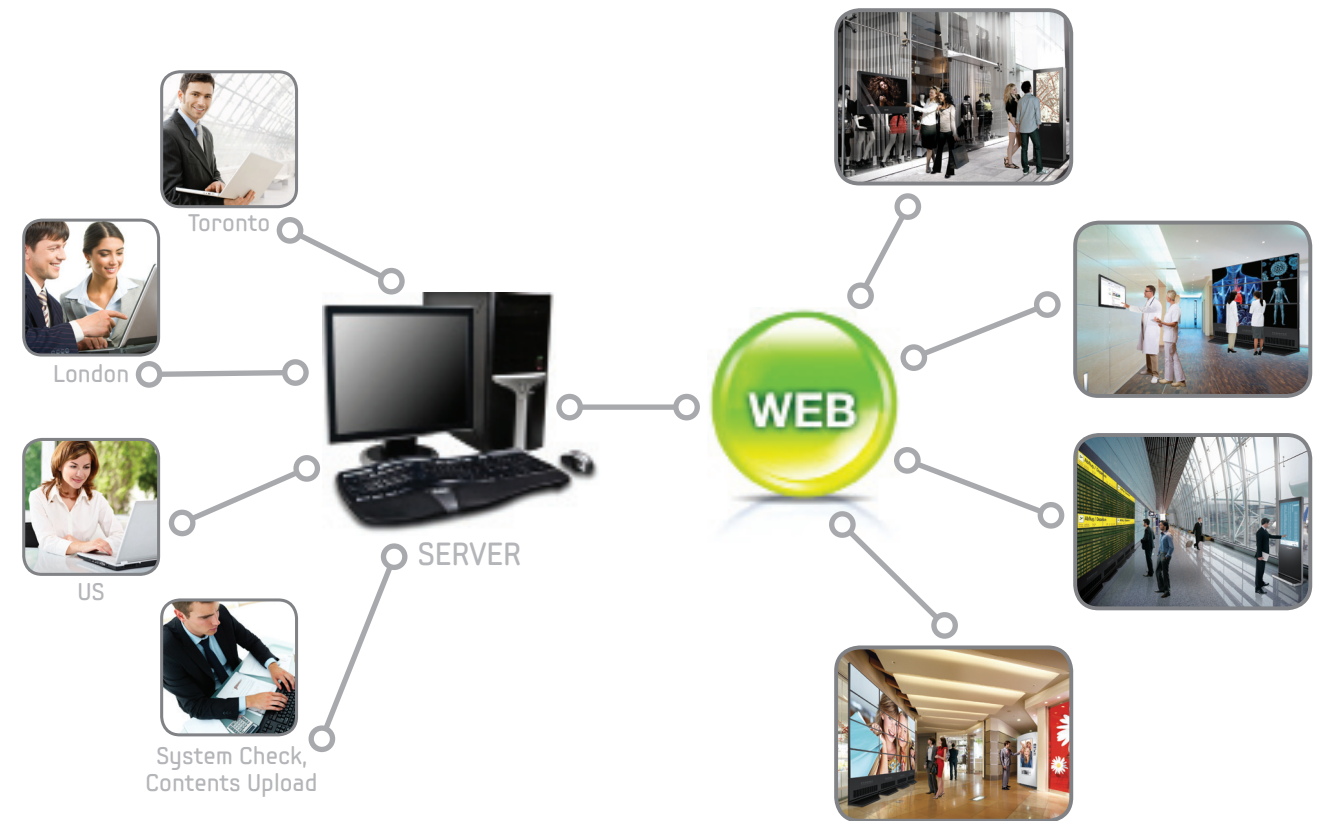 Toronto
London
US
System Check,
Contents Upload
SERVER
WEB